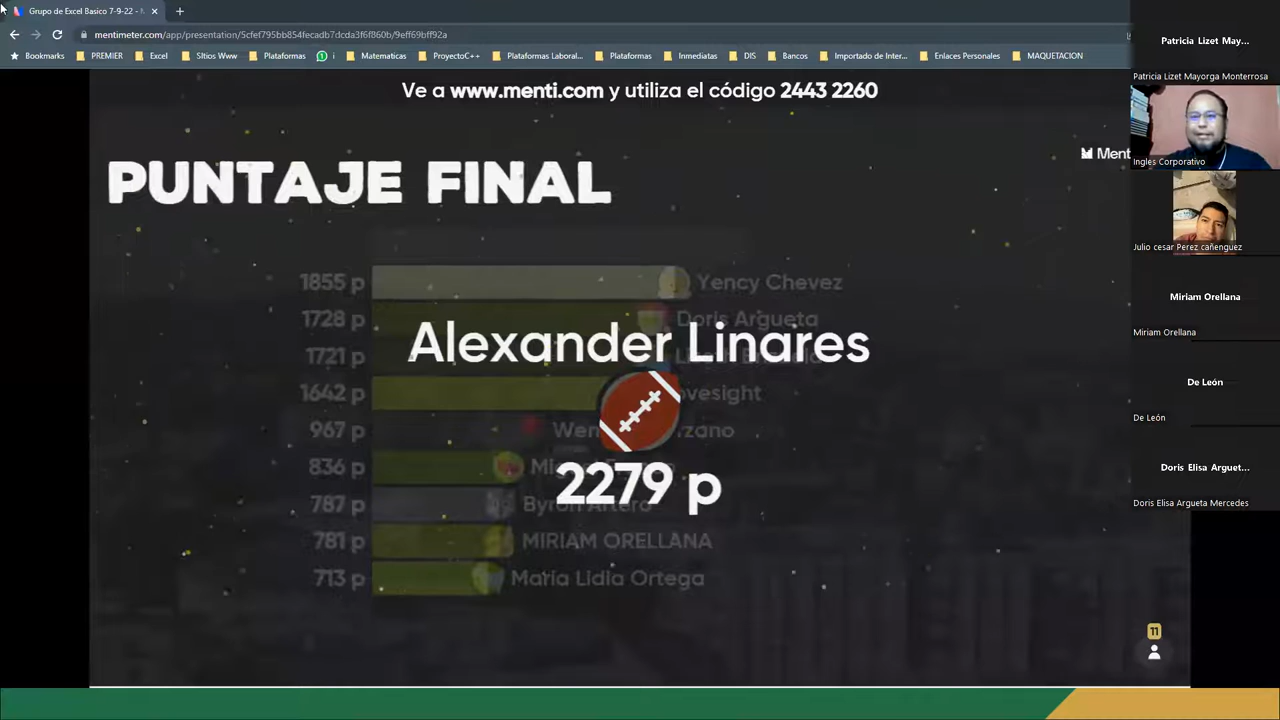 Grupo de Excel Basico 7-9-22 - M
mentimeter.com/app/presentation/5cfef795bb854fecadb7dcda3f6f860b/9eff69bff92a
Bookmarks PREMIER Excel Sitios Www Plataformas Matematicas ProyectoC++ Plataformas Laboral... Plataformas Inmediatas DIS Bancos Importado de Inter... Enlaces Personales MAQUETACION
Ve a www.menti.com y utiliza el código 2443 2260
Ment
PUNTAJE FINAL
1855 p Yency Chevez
1728 p Doris Argueta
1721 p
Alexander Linares
1642 p
967 p
836 p
2279 p
787 p
781 p MIRIAM ORELLANA
713 p Maria Lidia Ortega
11
Patricia Lizet May...
Patricia Lizet Mayorga Monterrosa
Ingles Corporativo
Julio cesar Perez cañenguez
Miriam Orellana
Miriam Orellana
De León
De León
Doris Elisa Arguet...
Doris Elisa Argueta Mercedes